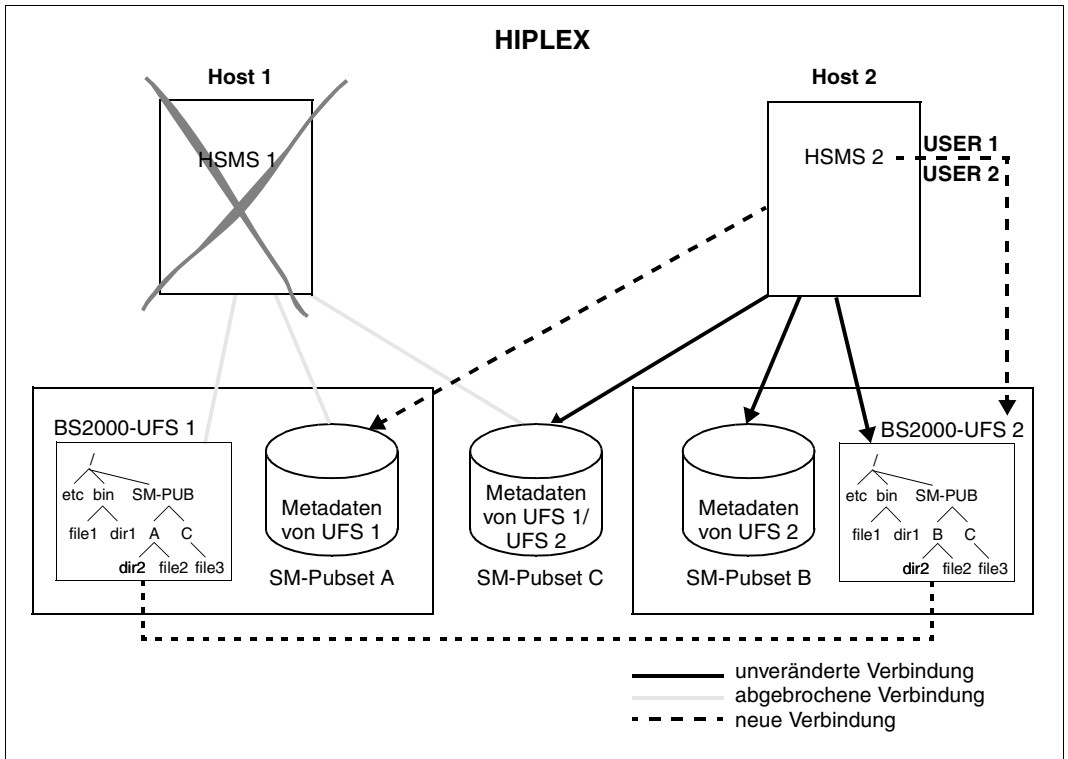 HIPLEX
Host 1
Host 2
HSMS 1
HSMS 2
USER 1
USER 2
BS2000-UFS 1
/
etc bin SM-PUB
file1 dir1 A C
dir2 file2 file3
Metadaten
von UFS 1
SM-Pubset A
Metadaten
von UFS 1/
UFS 2
SM-Pubset C
Metadaten
von UFS 2
SM-Pubset B
BS2000-UFS 2
/
etc bin SM-PUB
file1 dir1 B C
dir2 file2 file3
unveränderte Verbindung
abgebrochene Verbindung
neue Verbindung